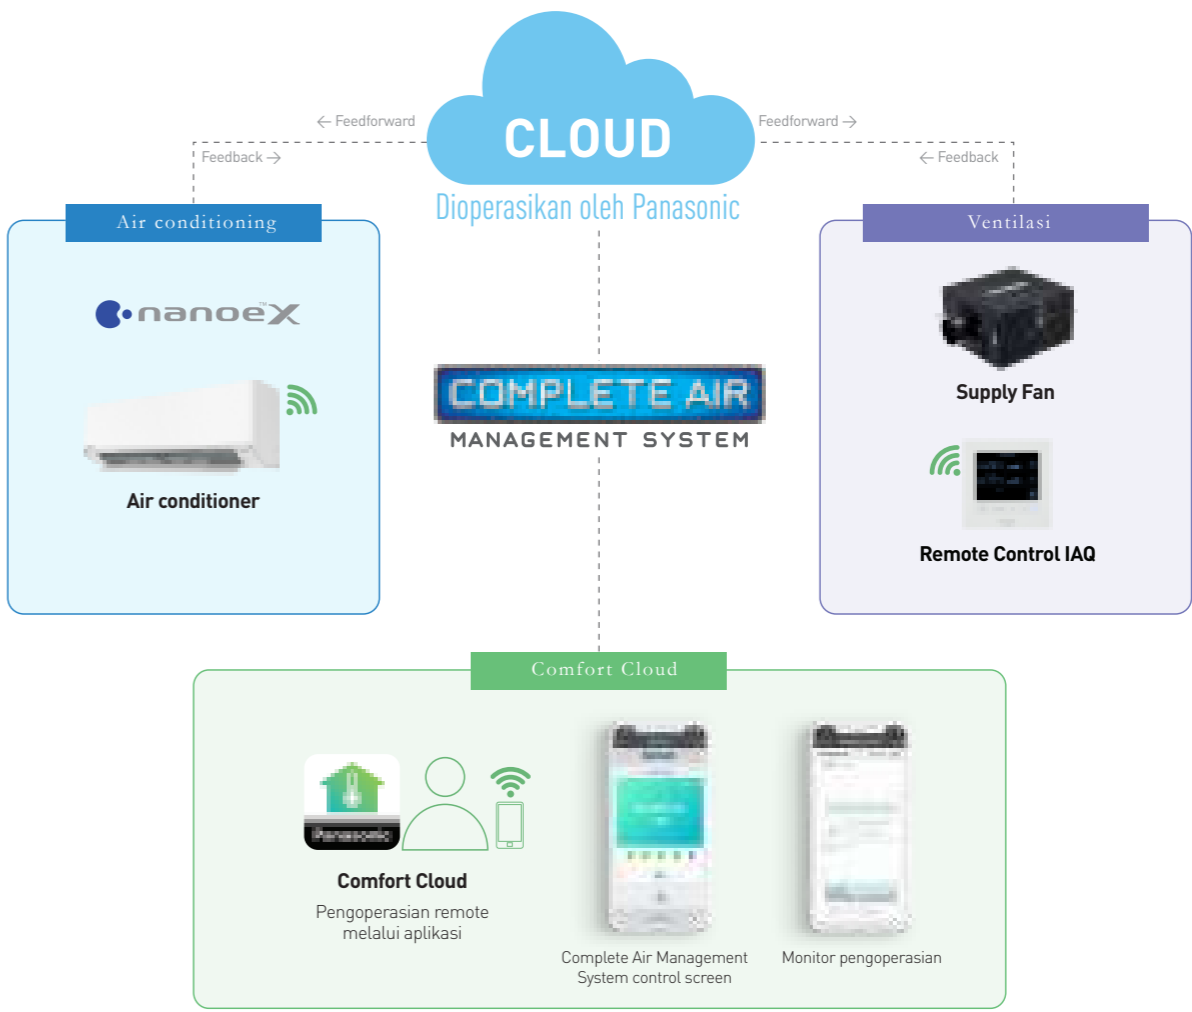 CLOUD
Dioperasikan oleh Panasonic
← Feedforward
Feedback →
Feedforward →
← Feedback
Air conditioning
nanoe™X
Air conditioner
COMPLETE AIR
MANAGEMENT SYSTEM
Ventilasi
Supply Fan
Remote Control IAQ
Comfort Cloud
Panasonic
Comfort Cloud
Pengoperasian remote
melalui aplikasi
Complete Air Management
System control screen
Monitor pengoperasian